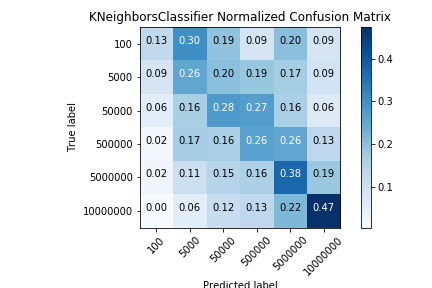 KNeighborsClassifier Normalized Confusion Matrix
True label
100 0.13 0.30 0.19 0.09 0.20 0.09
5000 0.09 0.26 0.20 0.19 0.17 0.09
50000 0.06 0.16 0.28 0.27 0.16 0.06
500000 0.02 0.17 0.16 0.26 0.26 0.13
5000000 0.02 0.11 0.15 0.16 0.38 0.19
10000000 0.00 0.06 0.12 0.13 0.22 0.47
100 5000 50000 500000 5000000 10000000
Predicted label
0.4
0.3
0.2
0.1